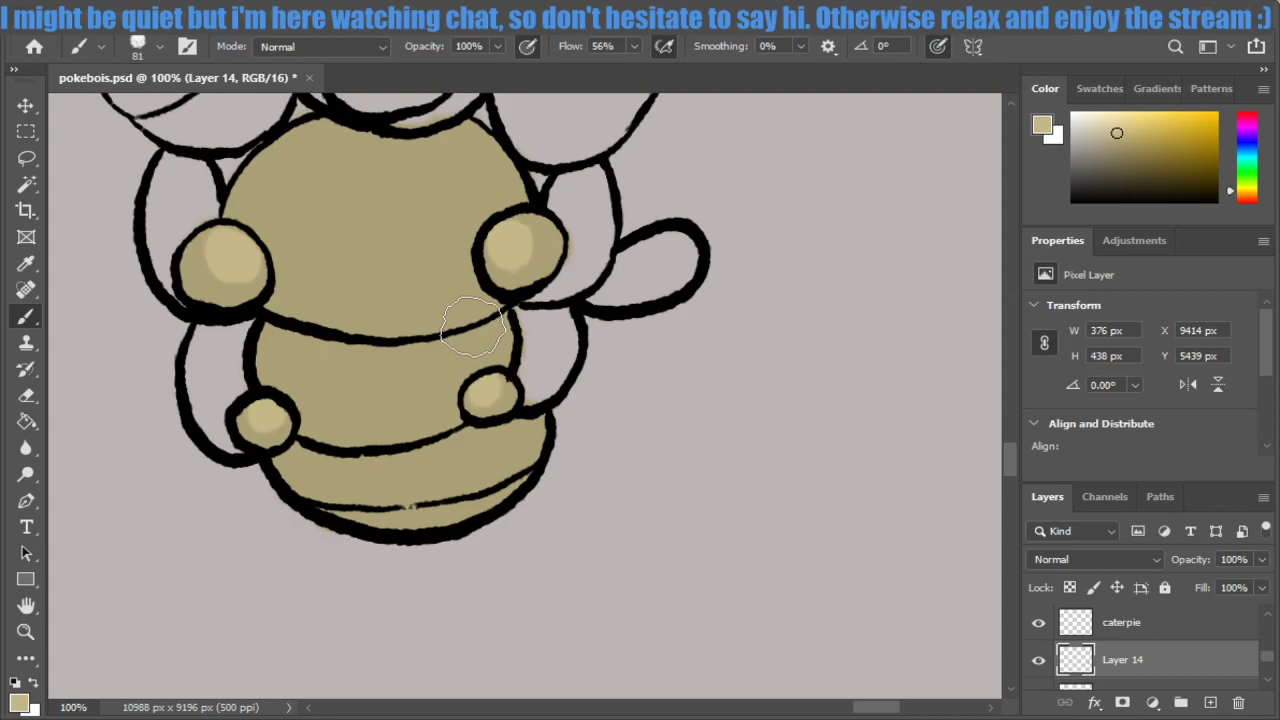 I might be quiet but i'm here watching chat, so don't hesitate to say hi. Otherwise relax and enjoy the stream :)
81 Mode: Normal Opacity: 100% Flow: 56% Smoothing: 0% 0°
pokebois.psd @ 100% (Layer 14, RGB/16) *
Color Swatches Gradients Patterns
Properties Adjustments
Pixel Layer
Transform
W 376 px X 9414 px
H 438 px Y 5439 px
0.00°
Align and Distribute
Align:
Layers Channels Paths
Kind
Normal Opacity: 100%
Lock: Fill: 100%
caterpie
Layer 14
100% 10988 px x 9196 px (500 ppi)